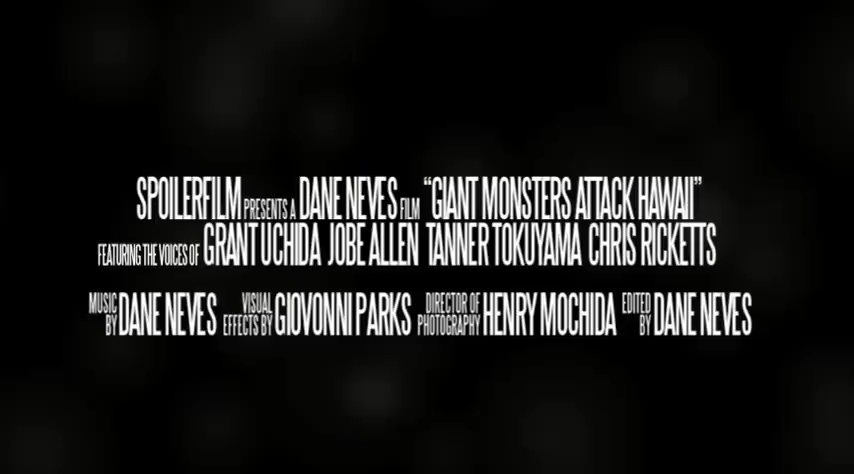 SPOILERFILM PRESENTS A DANE NEVES FILM “GIANT MONSTERS ATTACK HAWAII”
FEATURING THE VOICES OF GRANT UCHIDA JOBE ALLEN TANNER TOKUYAMA CHRIS RICKETTS
MUSIC BY DANE NEVES VISUAL EFFECTS BY GIOVONNI PARKS DIRECTOR OF PHOTOGRAPHY HENRY MOCHIDA EDITED BY DANE NEVES